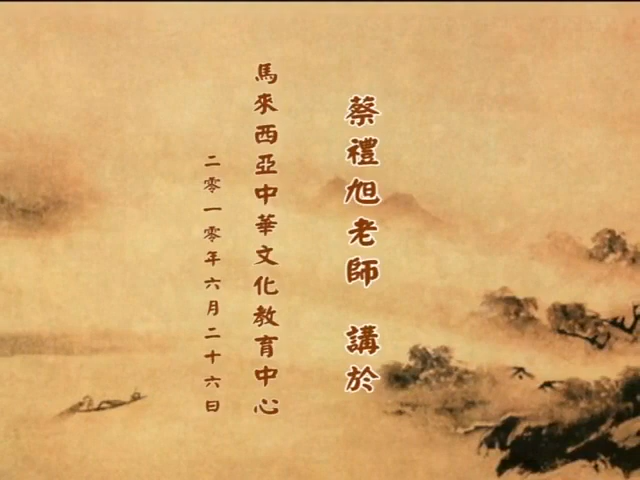 蔡禮旭老師 講於
馬來西亞中華文化教育中心
二零一零年六月二十六日